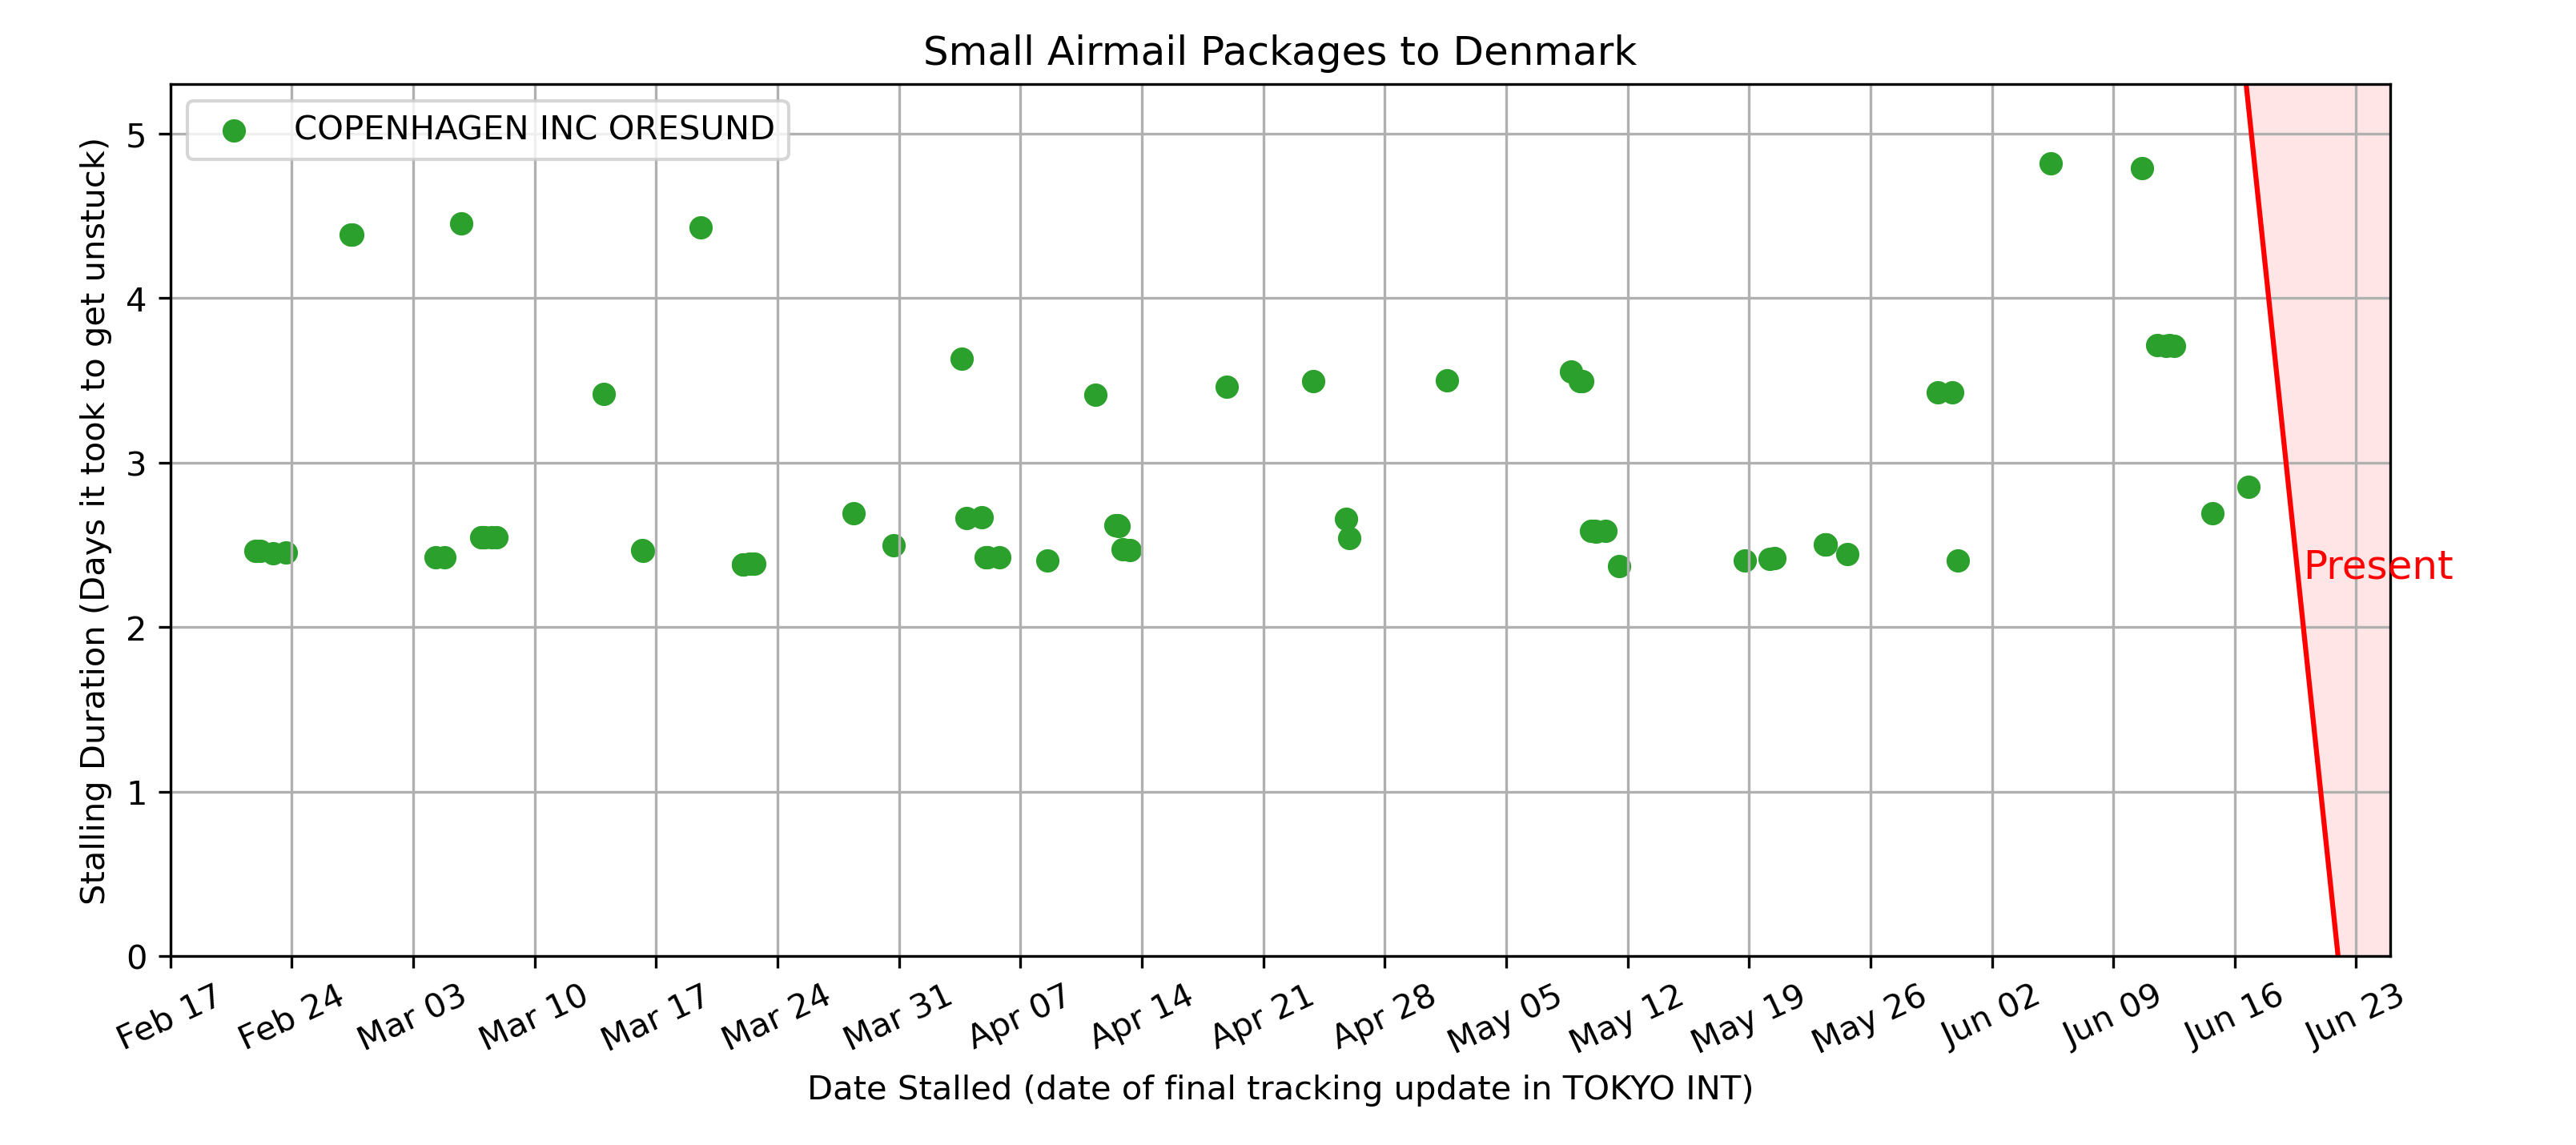 Small Airmail Packages to Denmark
COPENHAGEN INC ORESUND
Stalling Duration (Days it took to get unstuck)
5
4
3
2
1
0
Present
Feb 17
Feb 24
Mar 03
Mar 10
Mar 17
Mar 24
Mar 31
Apr 07
Apr 14
Apr 21
Apr 28
May 05
May 12
May 19
May 26
Jun 02
Jun 09
Jun 16
Jun 23
Date Stalled (date of final tracking update in TOKYO INT)